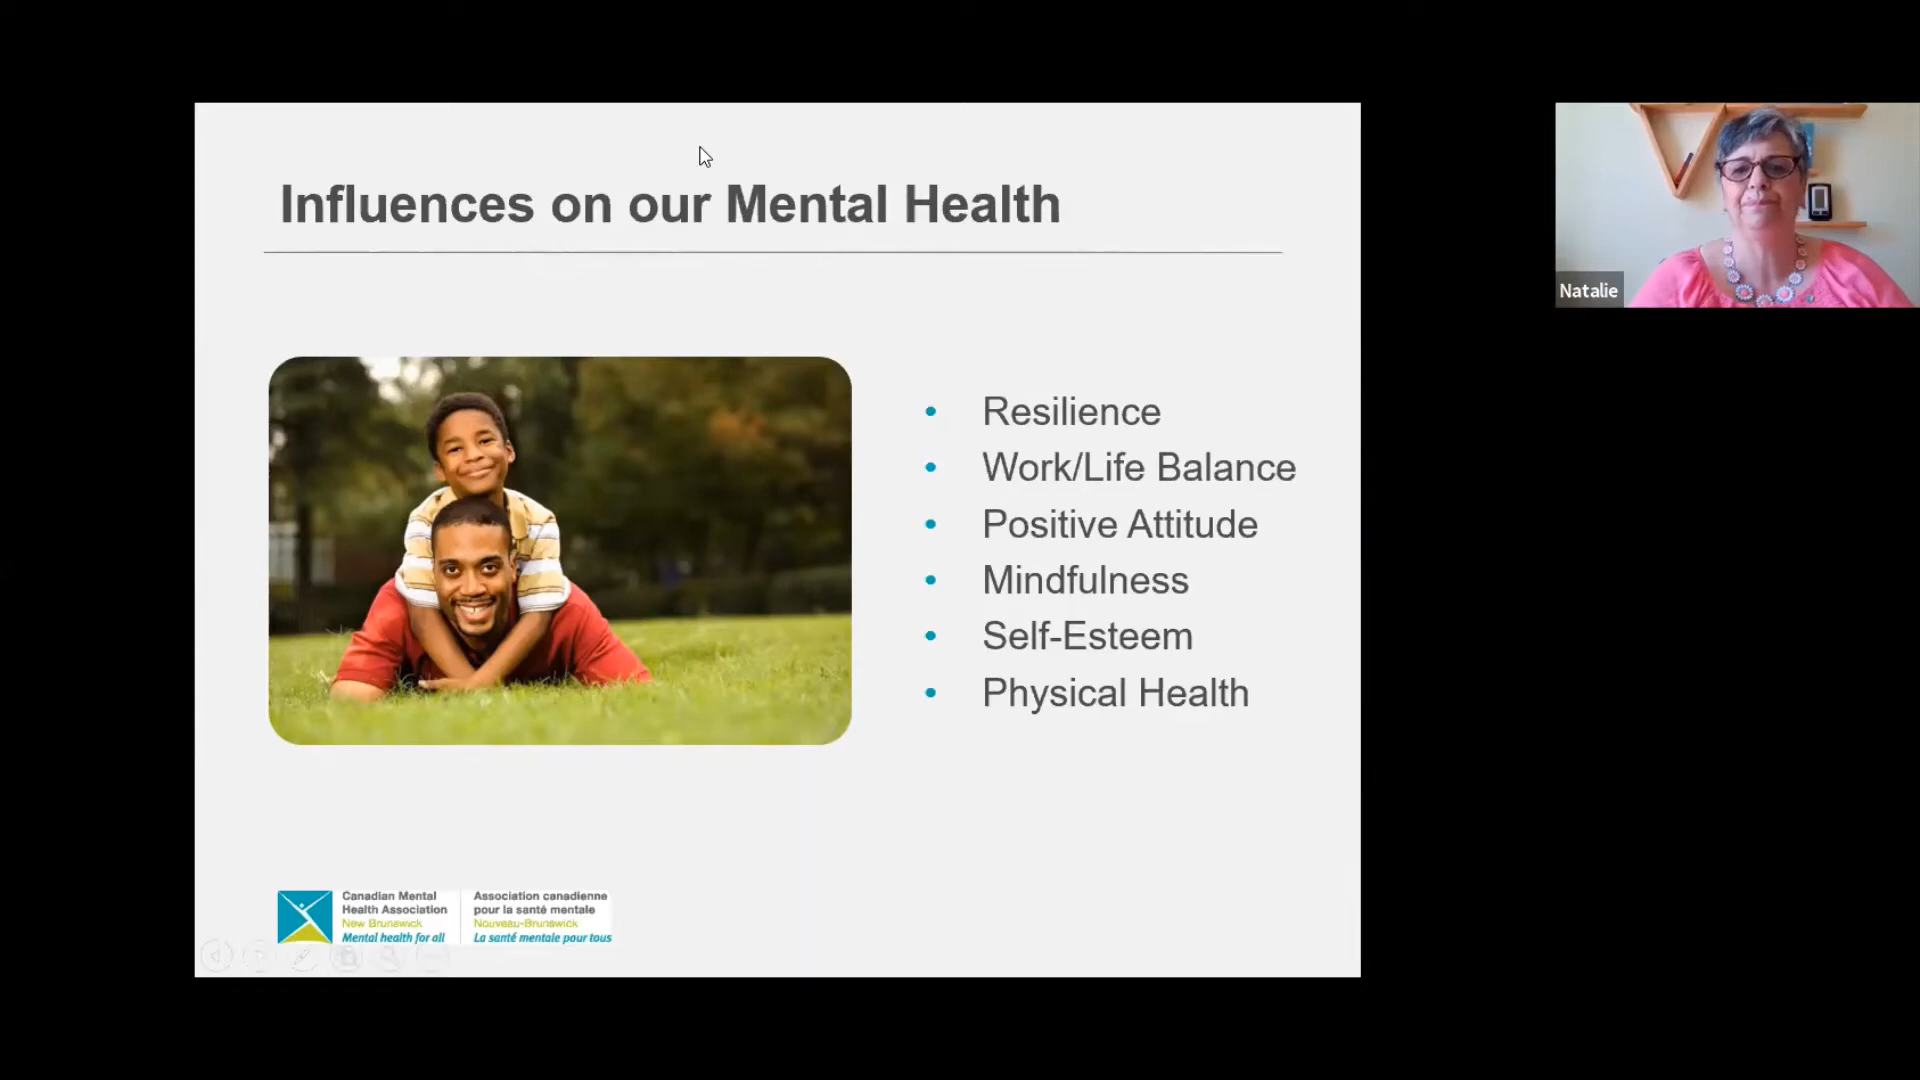 Influences on our Mental Health
Resilience
Work/Life Balance
Positive Attitude
Mindfulness
Self-Esteem
Physical Health
Canadian Mental
Health Association
New Brunswick
Mental health for all
Association canadienne
pour la santé mentale
Nouveau-Brunswick
La santé mentale pour tous
Natalie